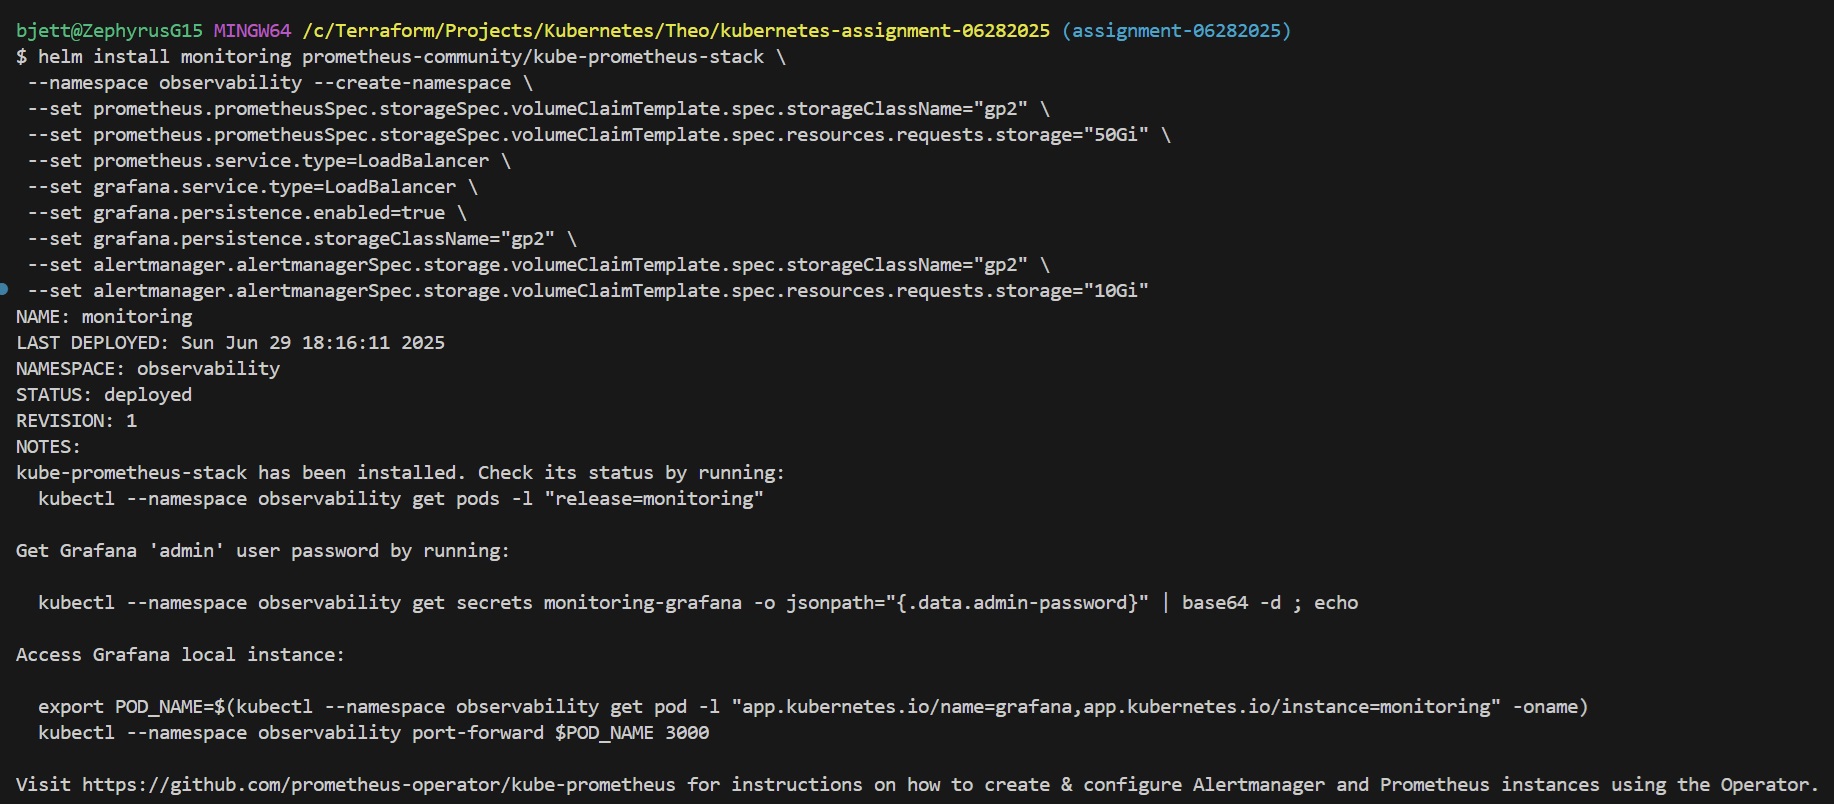 bjett@ZephyrusG15 MINGW64 /c/Terraform/Projects/Kubernetes/Theo/kubernetes-assignment-06282025 (assignment-06282025)
$ helm install monitoring prometheus-community/kube-prometheus-stack \
 --namespace observability --create-namespace \
 --set prometheus.prometheusSpec.storageSpec.volumeClaimTemplate.spec.storageClassName="gp2" \
 --set prometheus.prometheusSpec.storageSpec.volumeClaimTemplate.spec.resources.requests.storage="50Gi" \
 --set prometheus.service.type=LoadBalancer \
 --set grafana.service.type=LoadBalancer \
 --set grafana.persistence.enabled=true \
 --set grafana.persistence.storageClassName="gp2" \
 --set alertmanager.alertmanagerSpec.storage.volumeClaimTemplate.spec.storageClassName="gp2" \
 --set alertmanager.alertmanagerSpec.storage.volumeClaimTemplate.spec.resources.requests.storage="10Gi"
NAME: monitoring
LAST DEPLOYED: Sun Jun 29 18:16:11 2025
NAMESPACE: observability
STATUS: deployed
REVISION: 1
NOTES:
kube-prometheus-stack has been installed. Check its status by running:
  kubectl --namespace observability get pods -l "release=monitoring"

Get Grafana 'admin' user password by running:

  kubectl --namespace observability get secrets monitoring-grafana -o jsonpath="{.data.admin-password}" | base64 -d ; echo

Access Grafana local instance:

  export POD_NAME=$(kubectl --namespace observability get pod -l "app.kubernetes.io/name=grafana,app.kubernetes.io/instance=monitoring" -oname)
  kubectl --namespace observability port-forward $POD_NAME 3000

Visit https://github.com/prometheus-operator/kube-prometheus for instructions on how to create & configure Alertmanager and Prometheus instances using the Operator.